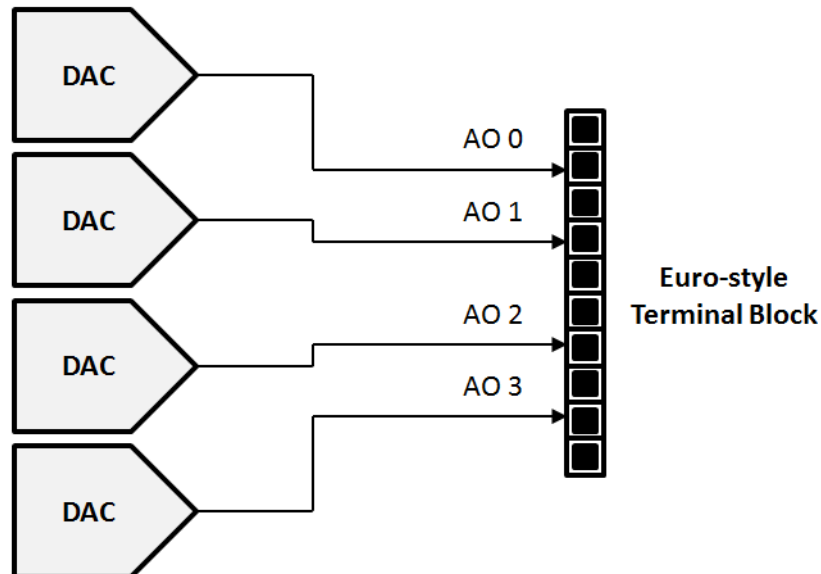 DAC
AO 0
DAC
AO 1
Euro-style
Terminal Block
AO 2
DAC
AO 3
DAC